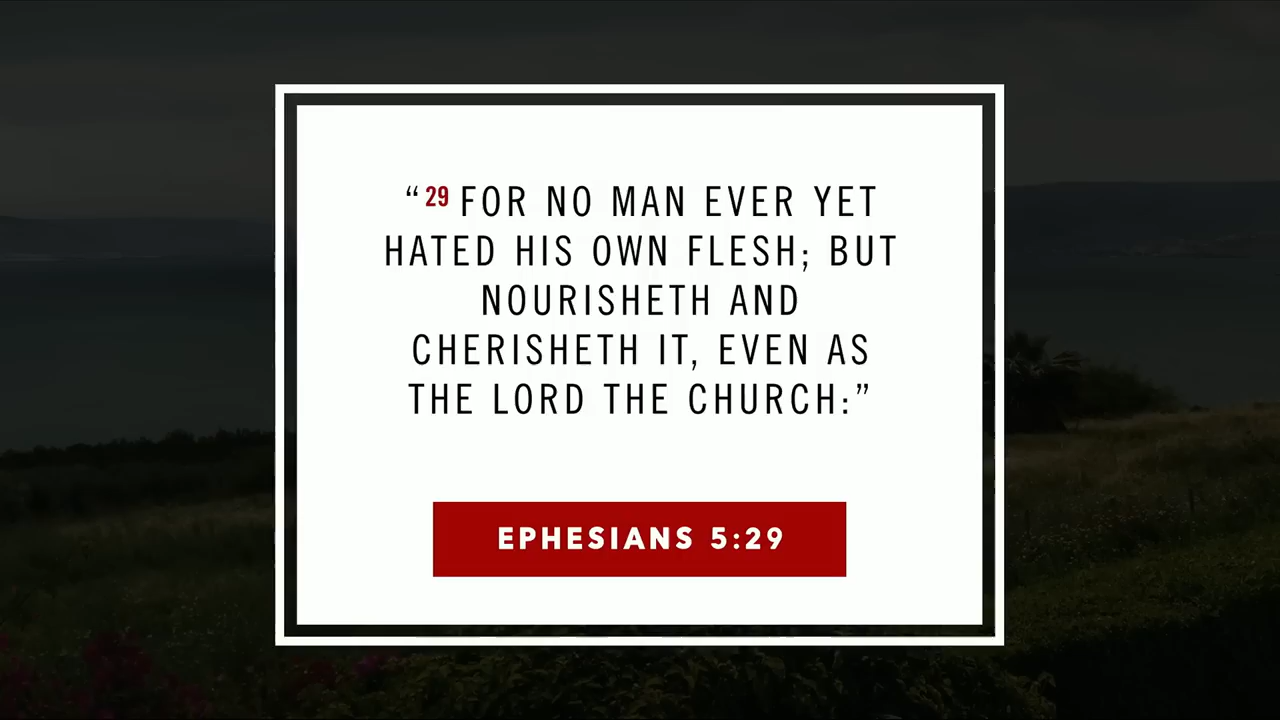 “29 FOR NO MAN EVER YET
HATED HIS OWN FLESH; BUT
NOURISHETH AND
CHERISHETH IT, EVEN AS
THE LORD THE CHURCH:”
EPHESIANS 5:29